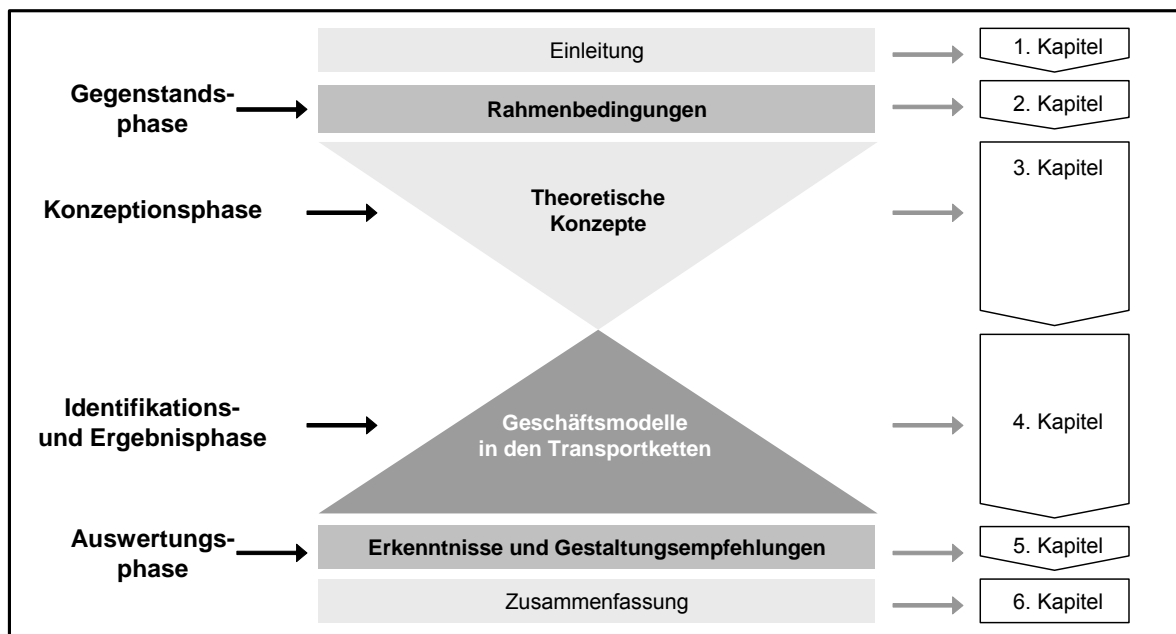 Einleitung
1. Kapitel
Gegenstands-
phase
Rahmenbedingungen
2. Kapitel
Konzeptionsphase
Theoretische
Konzepte
3. Kapitel
Identifikations-
und Ergebnisphase
Geschäftsmodelle
in den Transportketten
4. Kapitel
Auswertungs-
phase
Erkenntnisse und Gestaltungsempfehlungen
5. Kapitel
Zusammenfassung
6. Kapitel